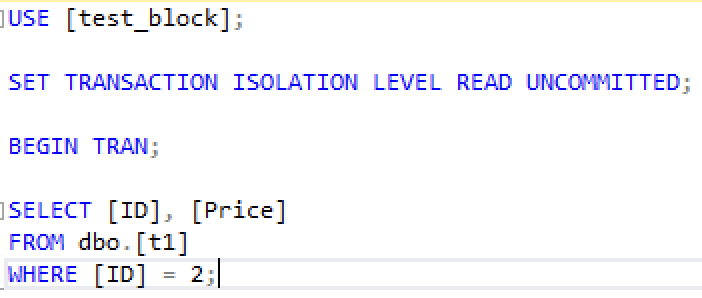 USE [test_block];
SET TRANSACTION ISOLATION LEVEL READ UNCOMMITTED;
BEGIN TRAN;
SELECT [ID], [Price]
FROM dbo.[t1]
WHERE [ID] = 2;